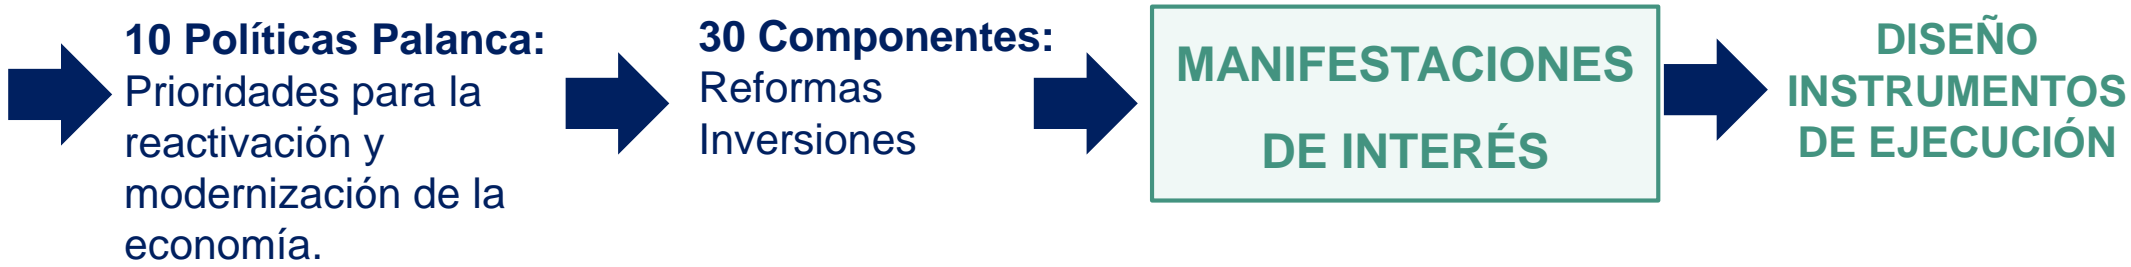 10 Políticas Palanca:
Prioridades para la
reactivación y
modernización de la
economía.
30 Componentes:
Reformas
Inversiones
MANIFESTACIONES
DE INTERÉS
DISEÑO
INSTRUMENTOS
DE EJECUCIÓN